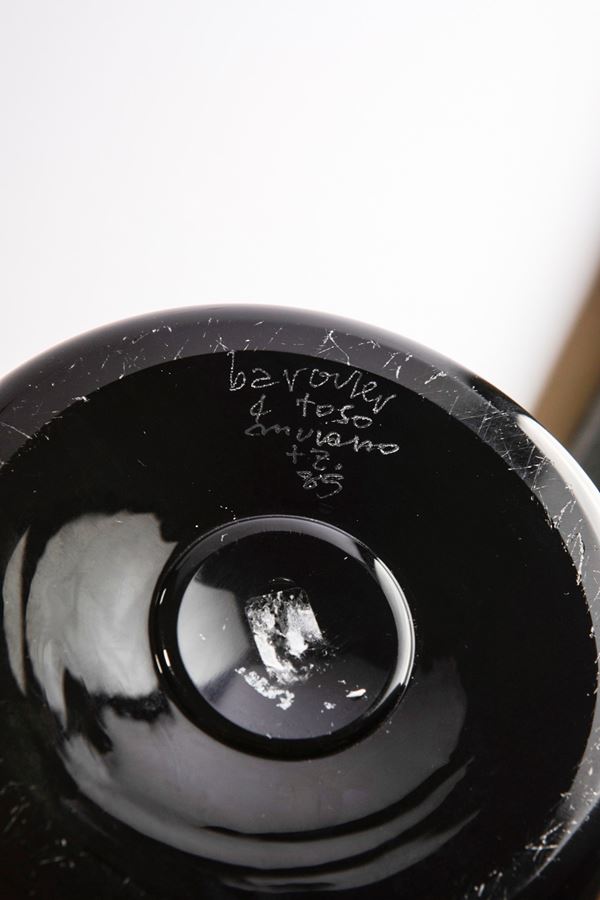 barovier
& toso
murano
+ z.
85